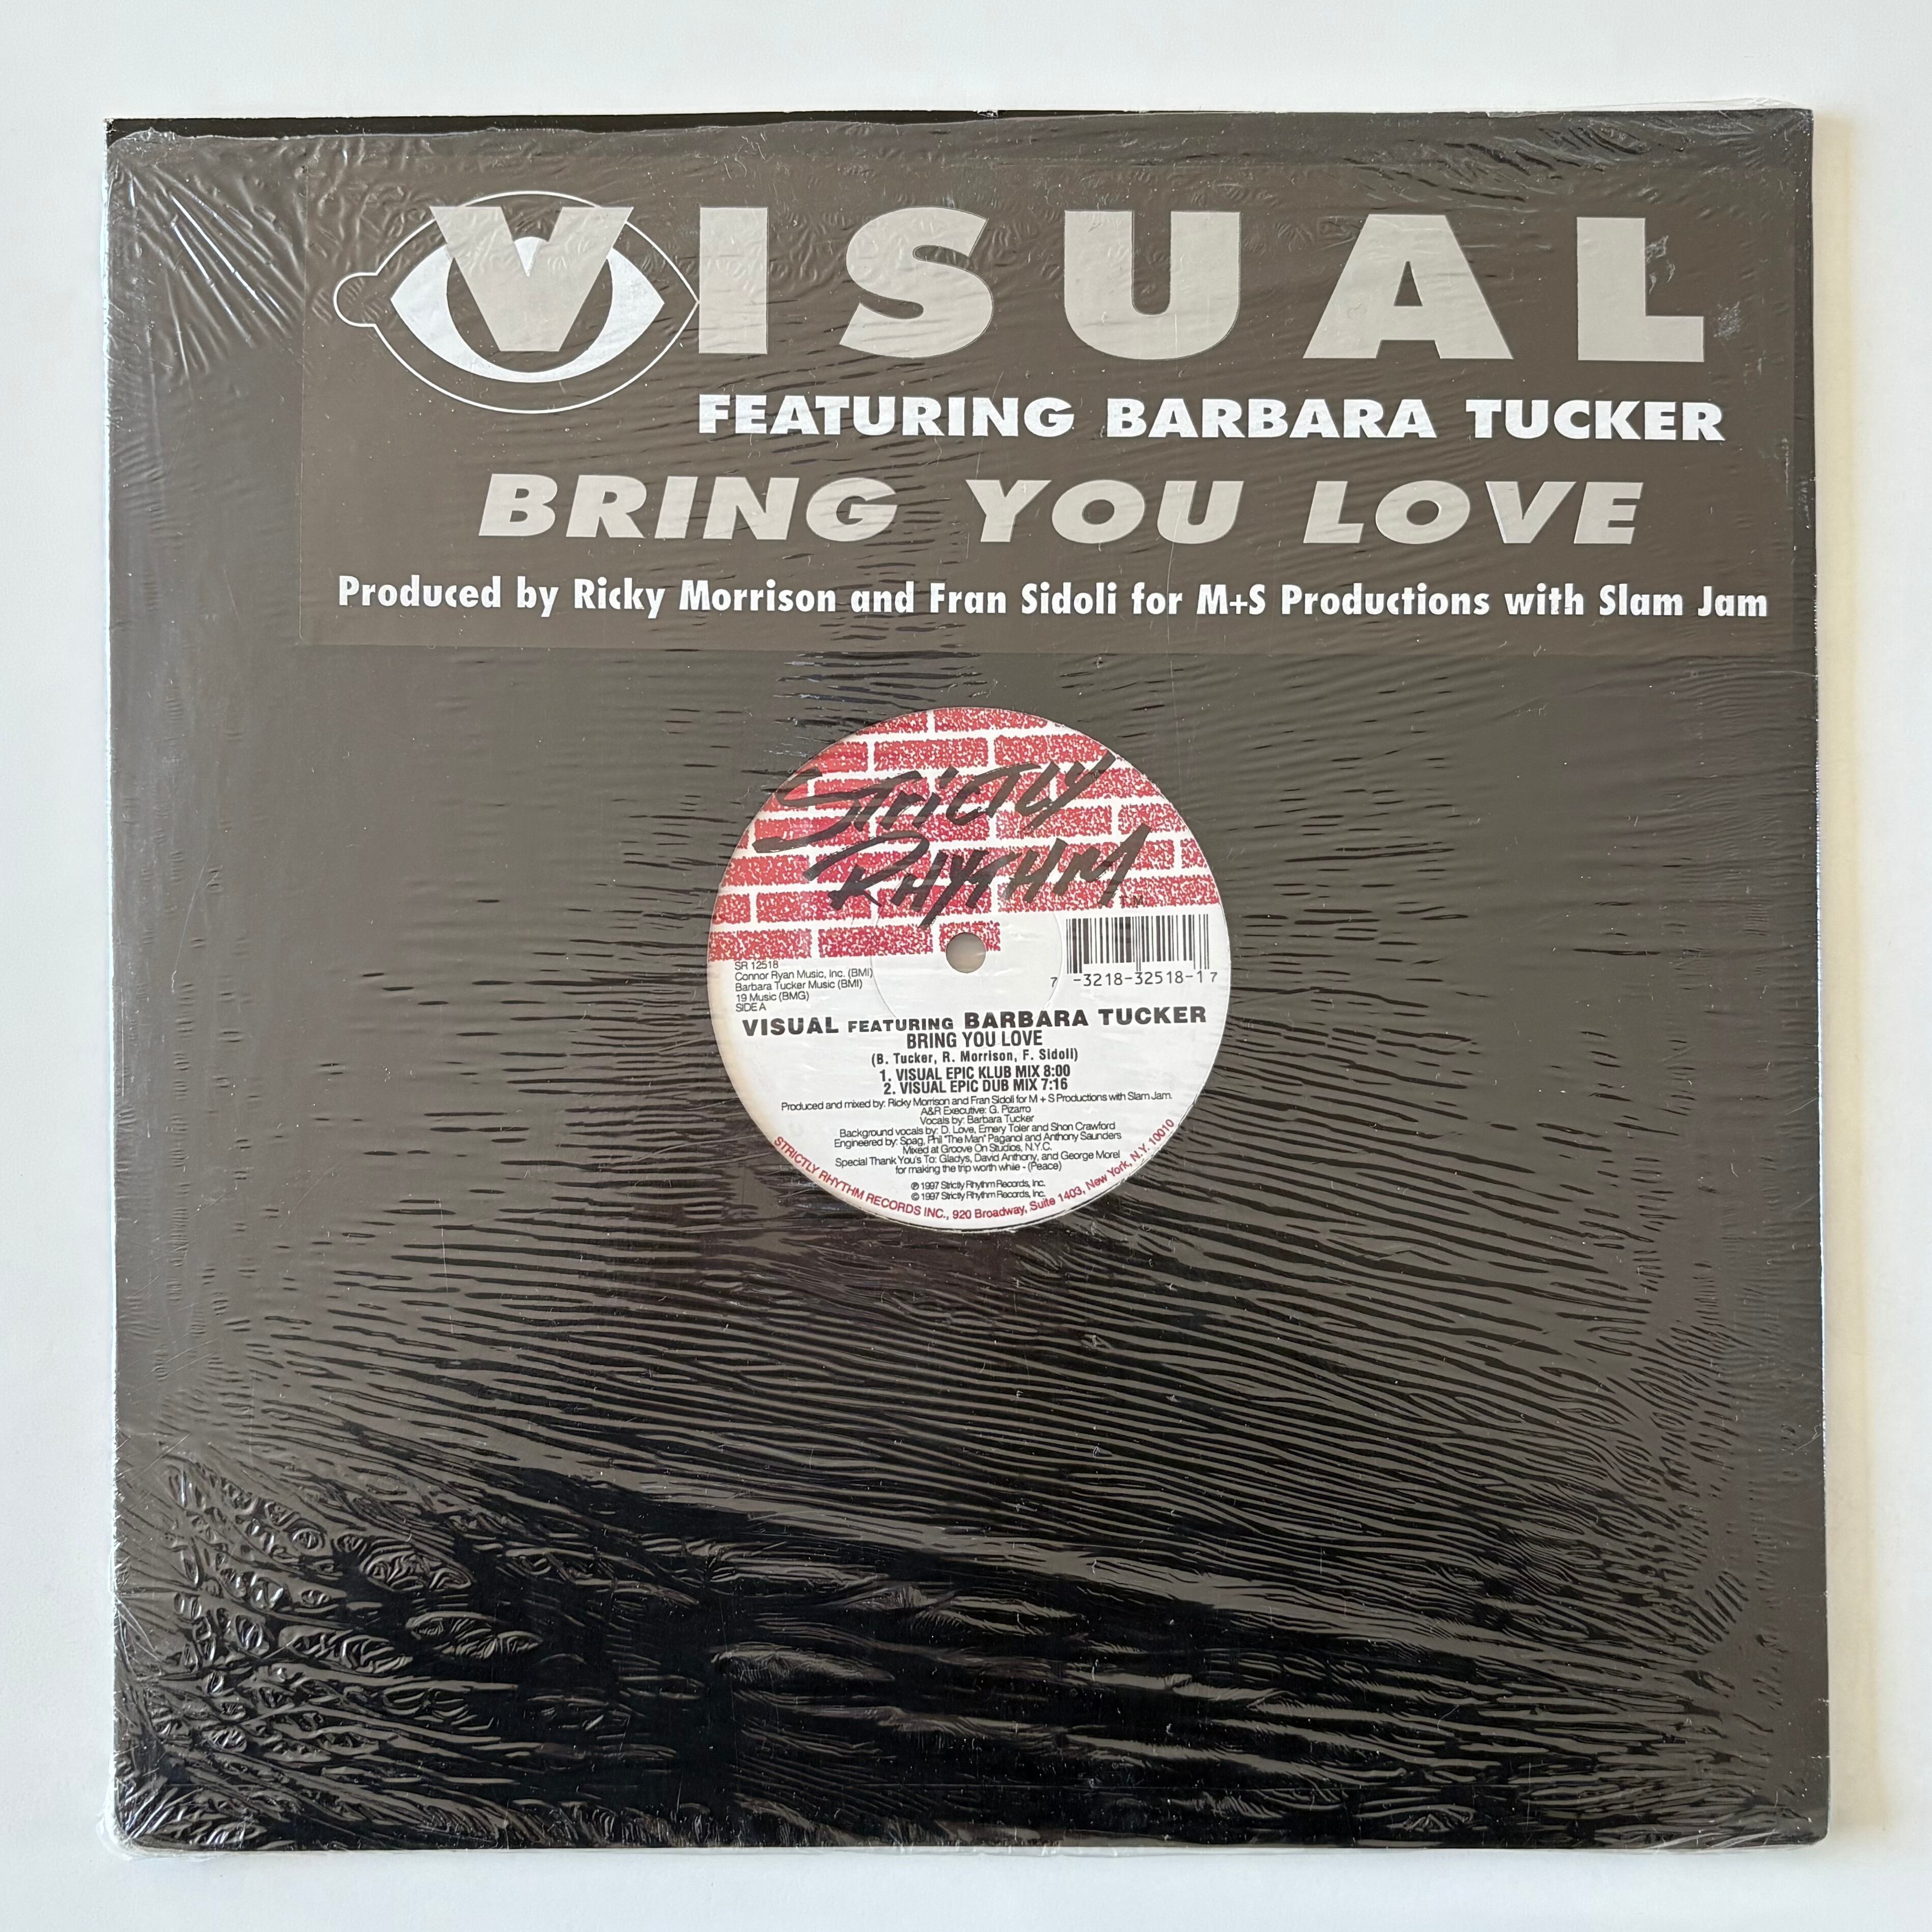 VISUAL
FEATURING BARBARA TUCKER
BRING YOU LOVE
Produced by Ricky Morrison and Fran Sidoli for M+S Productions with Slam Jam
STRICTLY
RHYTHM
T.M.
SR 12518
Connor Ryan Music, Inc. (BMI)
Barbara Tucker Music (BMI)
19 Music (BMG)
SIDE A
7 -3218-32518-1 7
VISUAL FEATURING BARBARA TUCKER
BRING YOU LOVE
(B. Tucker, R. Morrison, F. Sidoli)
1. VISUAL EPIC KLUB MIX 8:00
2. VISUAL EPIC DUB MIX 7:16
Produced and mixed by: Ricky Morrison and Fran Sidoli for M + S Productions with Slam Jam.
A&R Executive: G. Pizarro
Vocals by: Barbara Tucker
Background vocals by: D. Love, Emery Toler and Shon Crawford
Engineered by: Spag, Phil "The Man" Paganol and Anthony Saunders
Mixed at Groove On Studios, N.Y.C.
Special Thank You's To: Gladys, David Anthony, and George Morel
for making the trip worth while - (Peace)
℗ 1997 Strictly Rhythm Records, Inc.
© 1997 Strictly Rhythm Records, Inc.
STRICTLY RHYTHM RECORDS INC., 920 Broadway, Suite 1403, New York, N.Y. 10010